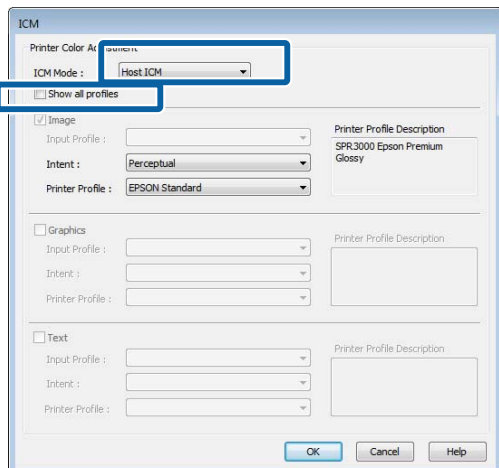 ICM
Printer Color
ICM Mode : Host ICM
Show all profiles
Image
Input Profile :
Printer Profile Description
SPR3000 Epson Premium
Glossy
Intent : Perceptual
Printer Profile : EPSON Standard
Graphics
Input Profile :
Printer Profile Description
Intent :
Printer Profile :
Text
Input Profile :
Printer Profile Description
Intent :
Printer Profile :
OK Cancel Help